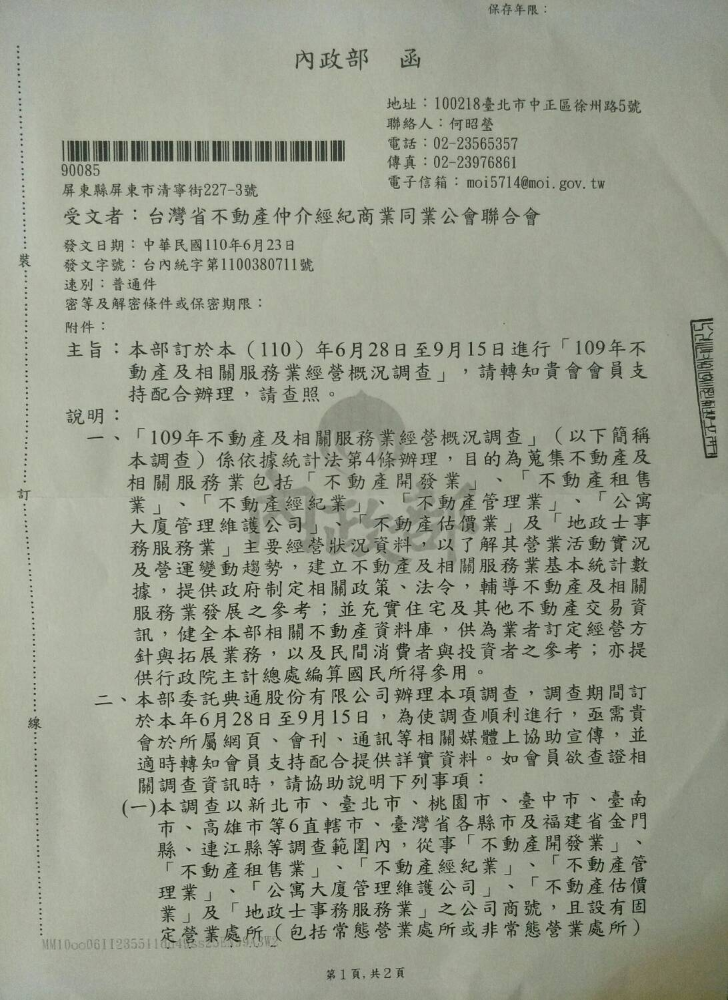 保存年限：
內政部 函
地址：100218臺北市中正區徐州路5號
聯絡人：何昭瑩
電話：02-23565357
傳真：02-23976861
電子信箱：moi5714@moi.gov.tw
90085
屏東縣屏東市清寧街227-3號
受文者：台灣省不動產仲介經紀商業同業公會聯合會
發文日期：中華民國110年6月23日
發文字號：台內統字第1100380711號
速別：普通件
密等及解密條件或保密期限：
附件：
主旨：本部訂於本（110）年6月28日至9月15日進行「109年不
動產及相關服務業經營概況調查」，請轉知貴會會員支
持配合辦理，請查照。
說明：
一、「109年不動產及相關服務業經營概況調查」（以下簡稱
本調查）係依據統計法第4條辦理，目的為蒐集不動產及
相關服務業包括「不動產開發業」、「不動產租售
業」、「不動產經紀業」、「不動產管理業」、「公寓
大廈管理維護公司」、「不動產估價業」及「地政士事
務服務業」主要經營狀況資料，以了解其營業活動實況
及營運變動趨勢，建立不動產及相關服務業基本統計數
據，提供政府制定相關政策、法令，輔導不動產及相關
服務業發展之參考；並充實住宅及其他不動產交易資
訊，健全本部相關不動產資料庫，供為業者訂定經營方
針與拓展業務，以及民間消費者與投資者之參考；亦提
供行政院主計總處編算國民所得參用。
二、本部委託典通股份有限公司辦理本項調查，調查期間訂
於本年6月28日至9月15日，為使調查順利進行，亟需貴
會於所屬網頁、會刊、通訊等相關媒體上協助宣傳，並
適時轉知會員支持配合提供詳實資料。如會員欲查證相
關調查資訊時，請協助說明下列事項：
(一)本調查以新北市、臺北市、桃園市、臺中市、臺南
市、高雄市等6直轄市、臺灣省各縣市及福建省金門
縣、連江縣等調查範圍內，從事「不動產開發業」、
「不動產租售業」、「不動產經紀業」、「不動產管
理業」、「公寓大廈管理維護公司」、「不動產估價
業」及「地政士事務服務業」之公司商號，且設有固
定營業處所（包括常態營業處所或非常態營業處所）
第1頁,共2頁
裝
訂
線
內政部